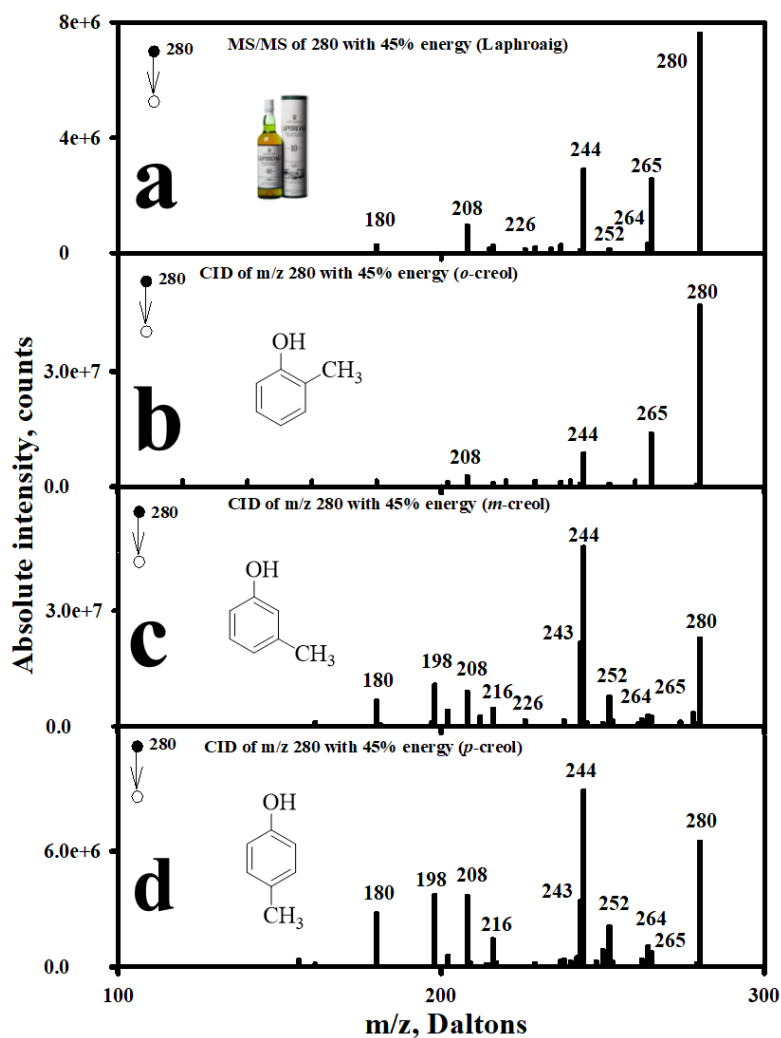 Absolute intensity, counts
8e+6
280
MS/MS of 280 with 45% energy (Laphroaig)
280
4e+6
244
265
a
LAPHROAIG
10
180
208
226
264
252
0
280
CID of m/z 280 with 45% energy (o-creol)
280
OH
CH3
3.0e+7
265
b
244
208
0.0
280
CID of m/z 280 with 45% energy (m-creol)
244
OH
3.0e+7
243
280
c
CH3
180
198
208
216
226
252
264
265
0.0
280
CID of m/z 280 with 45% energy (p-creol)
244
OH
280
6.0e+6
d
CH3
180
198
208
243
252
264
216
265
0.0
100
200
300
m/z, Daltons